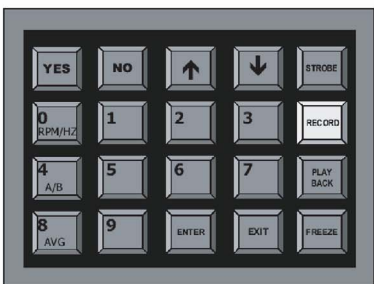 YES NO ↑ ↓ STROBE
0 1 2 3 RECORD
RPM/HZ
4 5 6 7 PLAY
A/B BACK
8 9 ENTER EXIT FREEZE
AVG